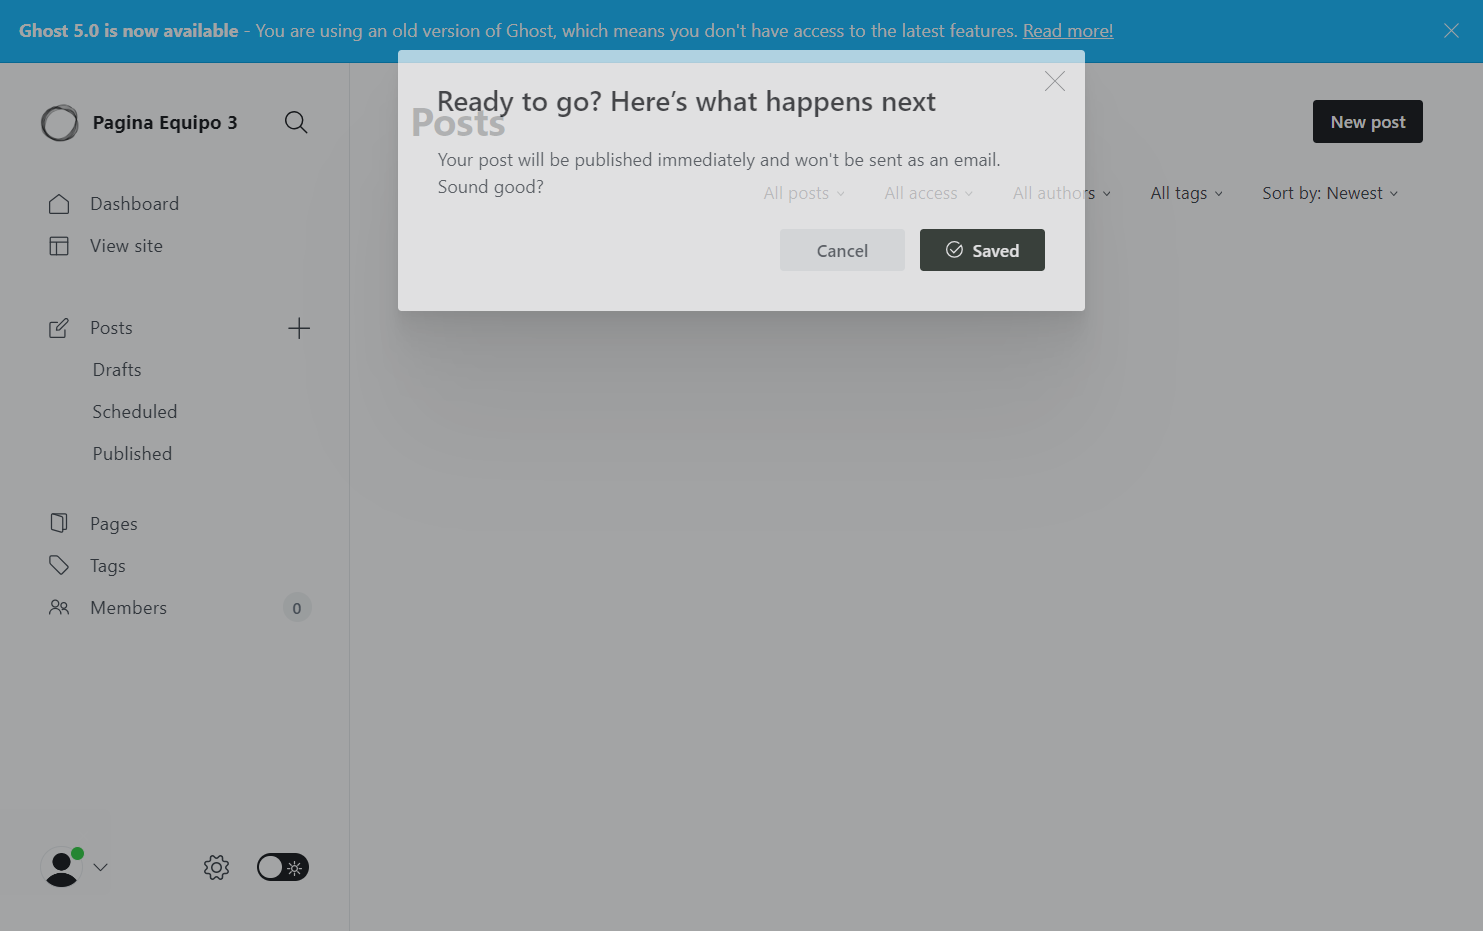 Ghost 5.0 is now available - You are using an old version of Ghost, which means you don't have access to the latest features. Read more!
Pagina Equipo 3
Ready to go? Here’s what happens next
Posts
New post
Your post will be published immediately and won't be sent as an email.
Sound good?
All posts
All access
All authors
All tags
Sort by: Newest
Cancel
Saved
Dashboard
View site
Posts
Drafts
Scheduled
Published
Pages
Tags
Members
0